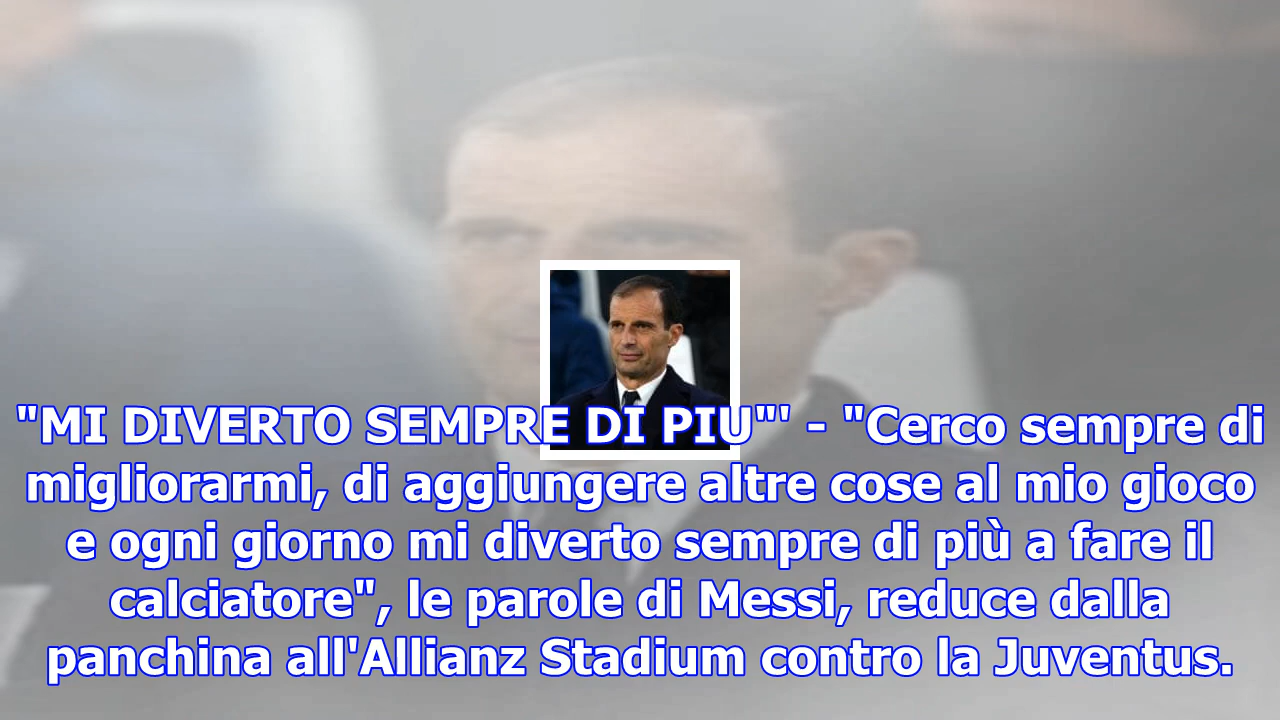 "MI DIVERTO SEMPRE DI PIU"' - "Cerco sempre di
migliorarmi, di aggiungere altre cose al mio gioco
e ogni giorno mi diverto sempre di più a fare il
calciatore", le parole di Messi, reduce dalla
panchina all'Allianz Stadium contro la Juventus.